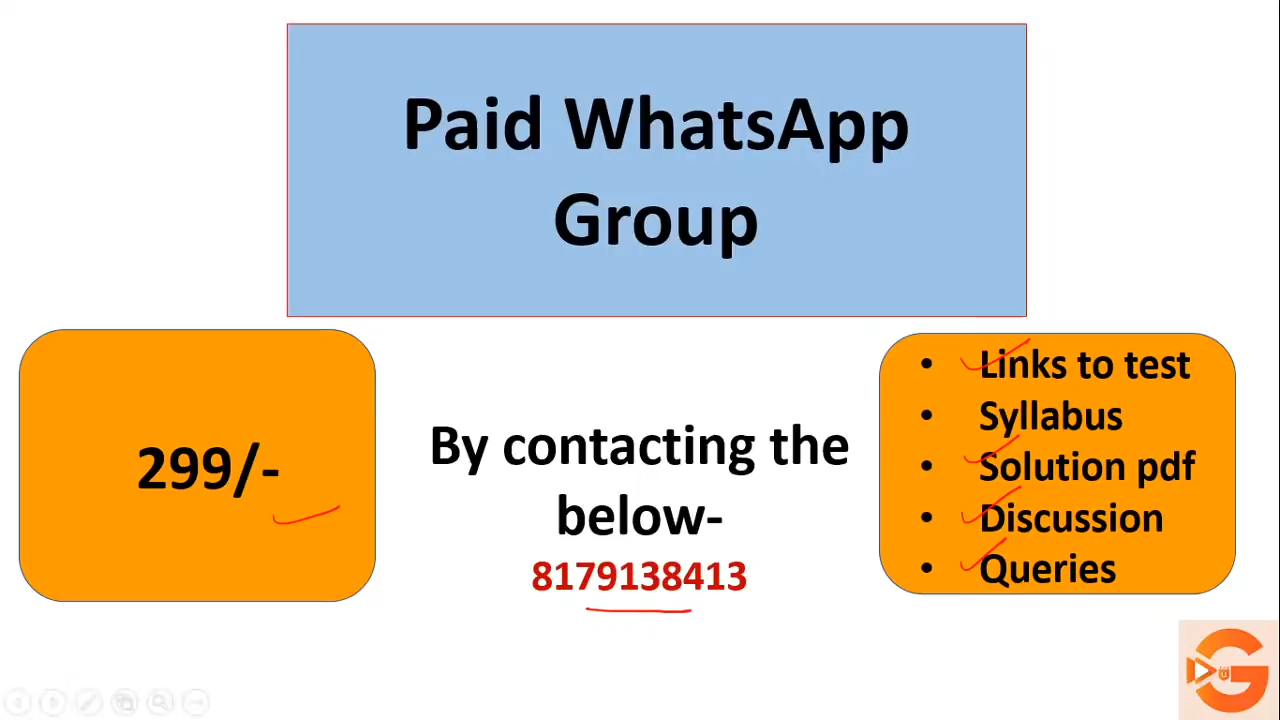 Paid WhatsApp
Group
299/-
By contacting the
below-
8179138413
• Links to test
• Syllabus
• Solution pdf
• Discussion
• Queries
G